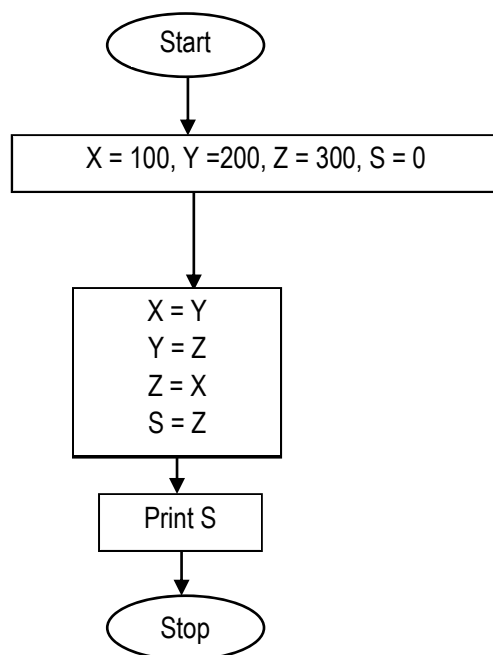 Start
X = 100, Y =200, Z = 300, S = 0
X = Y
Y = Z
Z = X
S = Z
Print S
Stop